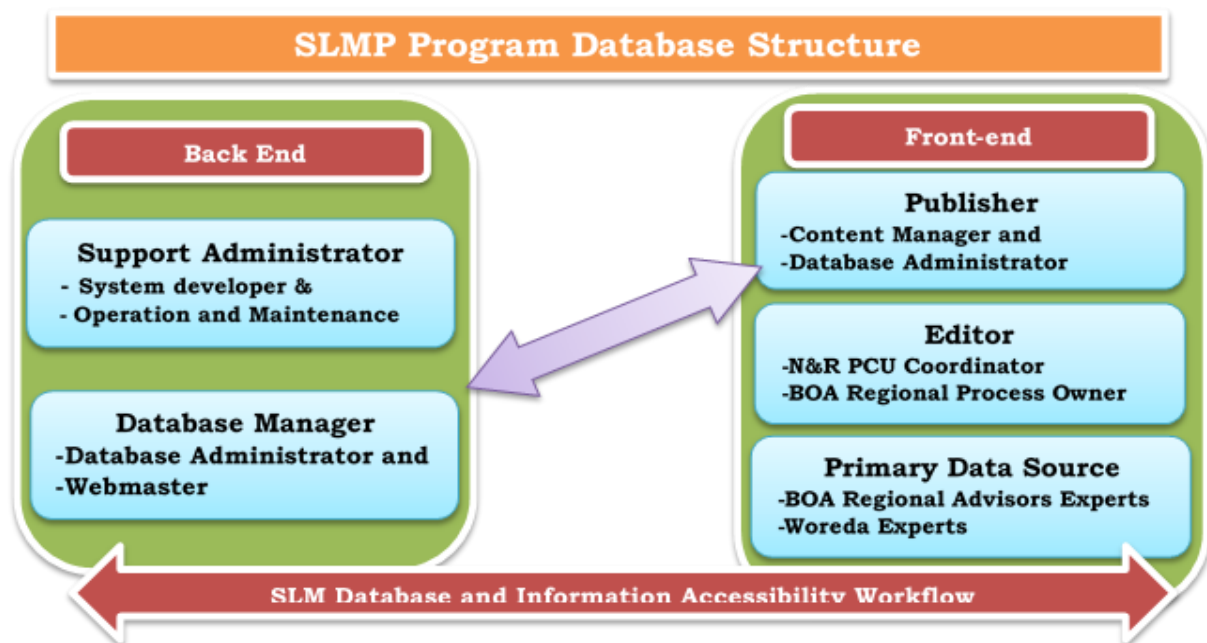 SLMP Program Database Structure
Back End
Support Administrator
- System developer &
- Operation and Maintenance
Database Manager
-Database Administrator and
-Webmaster
Front-end
Publisher
-Content Manager and
-Database Administrator
Editor
-N&R PCU Coordinator
-BOA Regional Process Owner
Primary Data Source
-BOA Regional Advisors Experts
-Woreda Experts
SLM Database and Information Accessibility Workflow